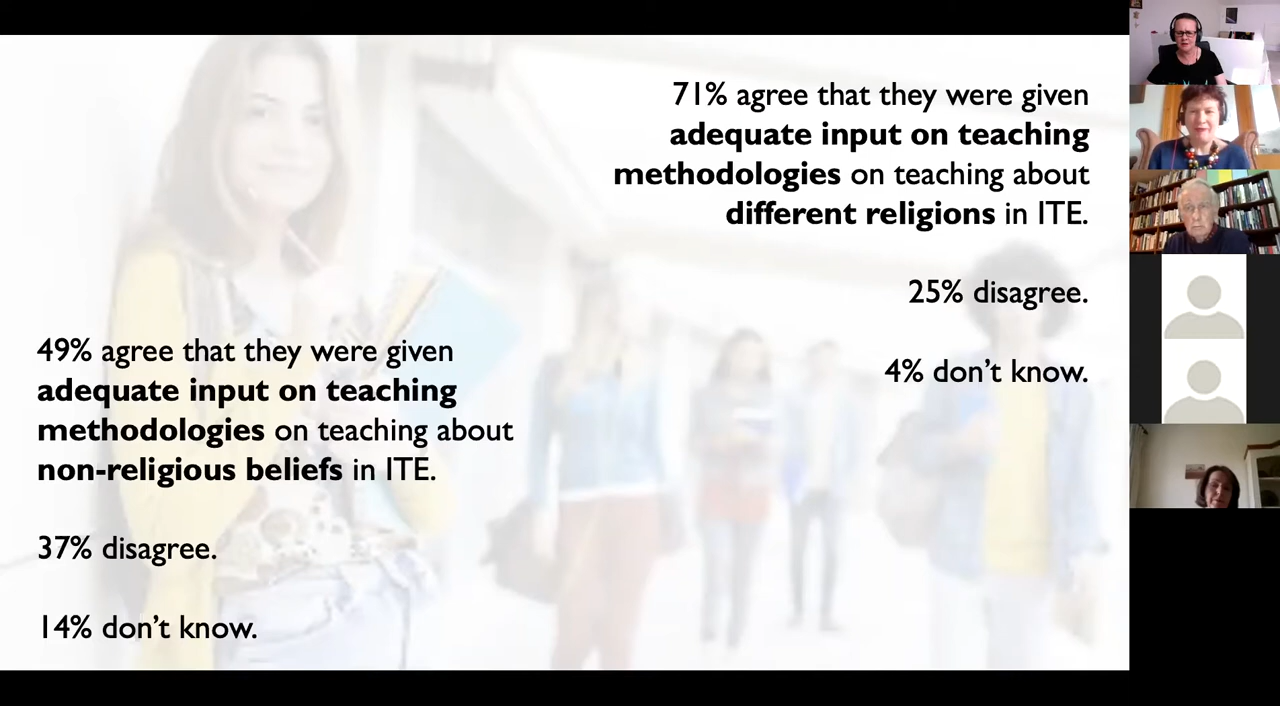 71% agree that they were given
adequate input on teaching
methodologies on teaching about
different religions in ITE.
25% disagree.
4% don’t know.
49% agree that they were given
adequate input on teaching
methodologies on teaching about
non-religious beliefs in ITE.
37% disagree.
14% don’t know.